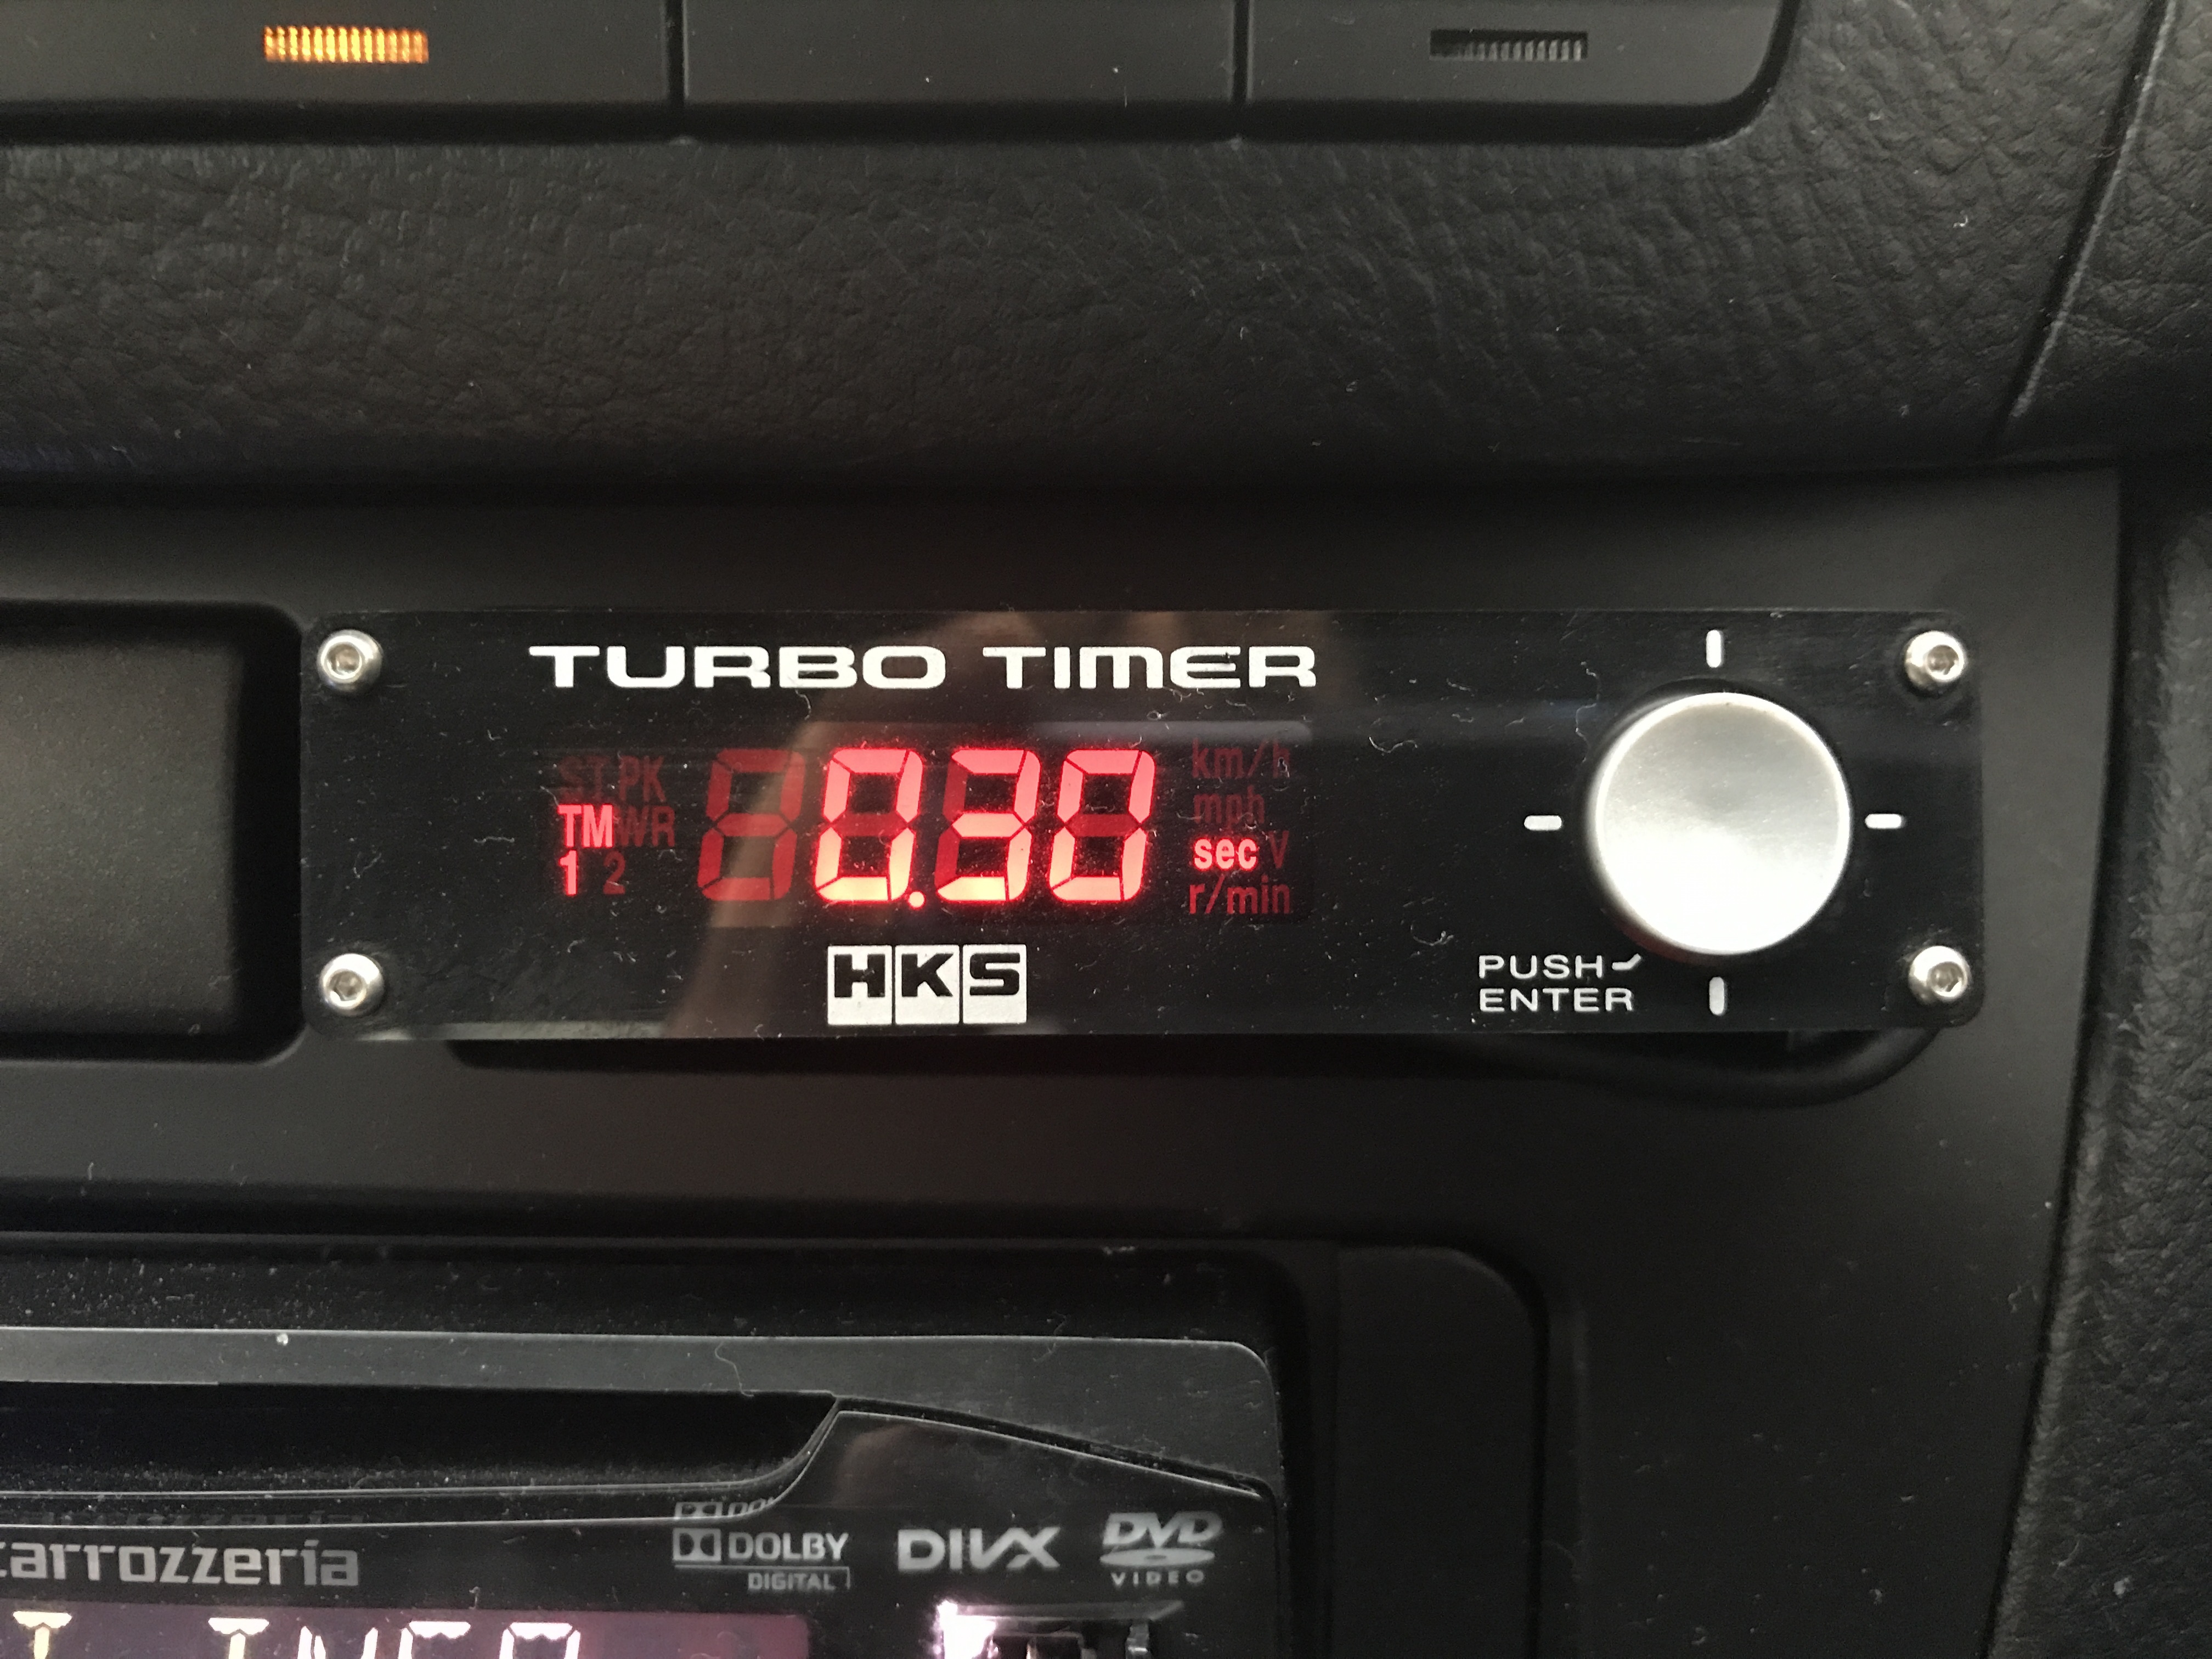 TURBO TIMER
ST PK
TM WR
1 2
0.30
km/h
mph
sec V
r/min
HKS
PUSH
ENTER
carrozzeria
DOLBY
DIGITAL
DIVX
DVD
VIDEO